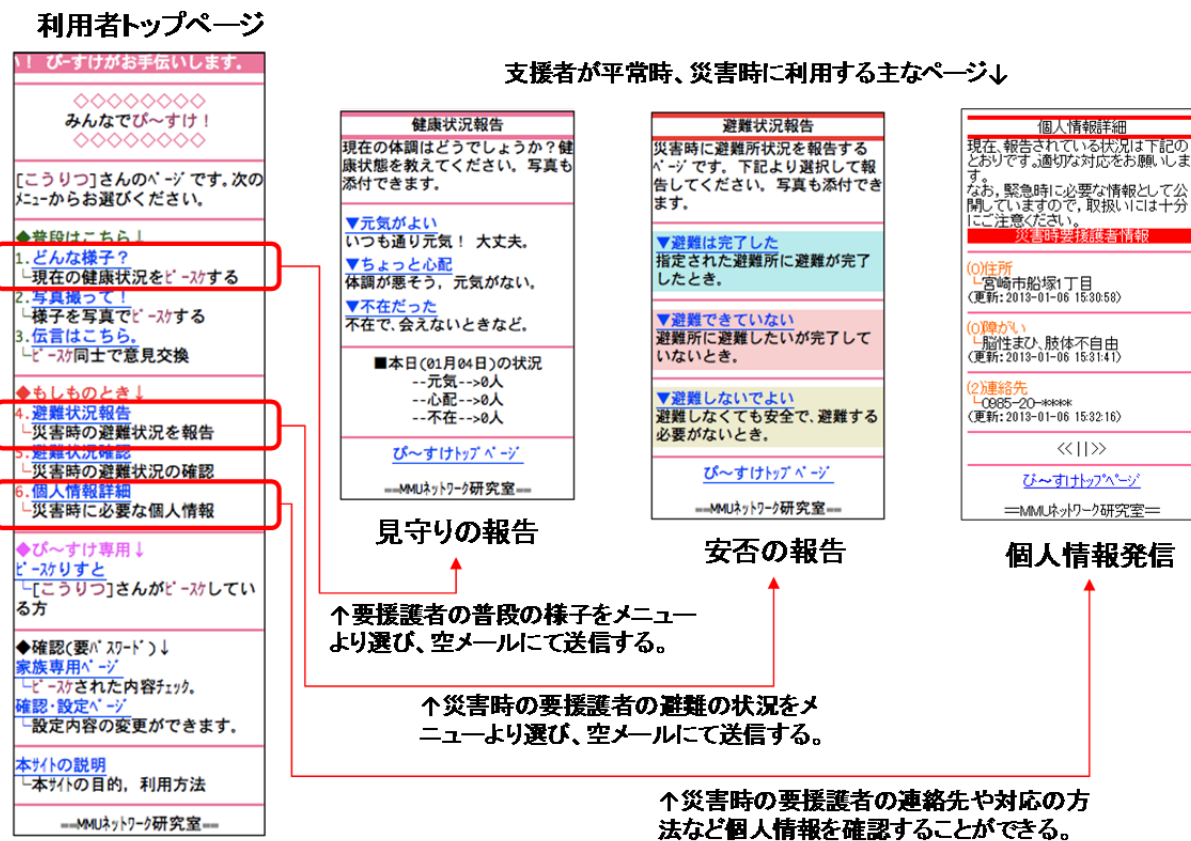 利用者トップページ
い！ ぴーすけがお手伝いします。
◇◇◇◇◇◇◇◇
みんなでぴ～すけ！
◇◇◇◇◇◇◇◇
[こうりつ]さんのﾍﾟｰｼﾞです。次の
ﾒﾆｭｰからお選びください。
◆普段はこちら↓
1.どんな様子？
└現在の健康状況をﾋﾟｰｽｹする
2.写真撮って！
└様子を写真でﾋﾟｰｽｹする
3.伝言はこちら。
└ﾋﾟｰｽｹ同士で意見交換
◆もしものとき↓
4.避難状況報告
└災害時の避難状況を報告
5.避難状況確認
└災害時の避難状況の確認
6.個人情報詳細
└災害時に必要な個人情報
◆ぴ～すけ専用↓
ﾋﾟｰｽｹりすと
└[こうりつ]さんがﾋﾟｰｽｹしてい
る方
◆確認(要ﾊﾟｽﾜｰﾄﾞ)↓
家族専用ﾍﾟｰｼﾞ
└ﾋﾟｰｽｹされた内容ﾁｪｯｸ。
確認・設定ﾍﾟｰｼﾞ
└設定内容の変更ができます。
本ｻｲﾄの説明
└本ｻｲﾄの目的，利用方法
==MMUﾈｯﾄﾜｰｸ研究室==
支援者が平常時、災害時に利用する主なページ↓
健康状況報告
現在の体調はどうでしょうか？健
康状態を教えてください。写真も
添付できます。
▼元気がよい
いつも通り元気！ 大丈夫。
▼ちょっと心配
体調が悪そう，元気がない。
▼不在だった
不在で、会えないときなど。
■本日(01月04日)の状況
--元気-->0人
--心配-->0人
--不在-->0人
ぴ～すけﾄｯﾌﾟﾍﾟｰｼﾞ
==MMUﾈｯﾄﾜｰｸ研究室==
見守りの報告
↑要援護者の普段の様子をメニュー
より選び、空メールにて送信する。
避難状況報告
災害時に避難所状況を報告する
ﾍﾟｰｼﾞです。下記より選択して報
告してください。写真も添付でき
ます。
▼避難は完了した
指定された避難所に避難が完了
したとき。
▼避難できていない
避難所に避難したいが完了して
いないとき。
▼避難しないでよい
避難しなくても安全で、避難する
必要がないとき。
ぴ～すけﾄｯﾌﾟﾍﾟｰｼﾞ
==MMUﾈｯﾄﾜｰｸ研究室==
安否の報告
↑災害時の要援護者の避難の状況をメ
ニューより選び、空メールにて送信する。
個人情報詳細
現在、報告されている状況は下記の
とおりです。適切な対応をお願いしま
す。
なお，緊急時に必要な情報として公
開していますので，取扱いには十分
にご注意ください。
災害時要援護者情報
(0)住所
└宮崎市船塚1丁目
(更新:2013-01-06 15:30:58)
(0)障がい
└脳性まひ、肢体不自由
(更新:2013-01-06 15:31:41)
(2)連絡先
└0985-20-****
(更新:2013-01-06 15:32:16)
<<||>>
ぴ～すけﾄｯﾌﾟﾍﾟｰｼﾞ
==MMUﾈｯﾄﾜｰｸ研究室==
個人情報発信
↑災害時の要援護者の連絡先や対応の方
法など個人情報を確認することができる。